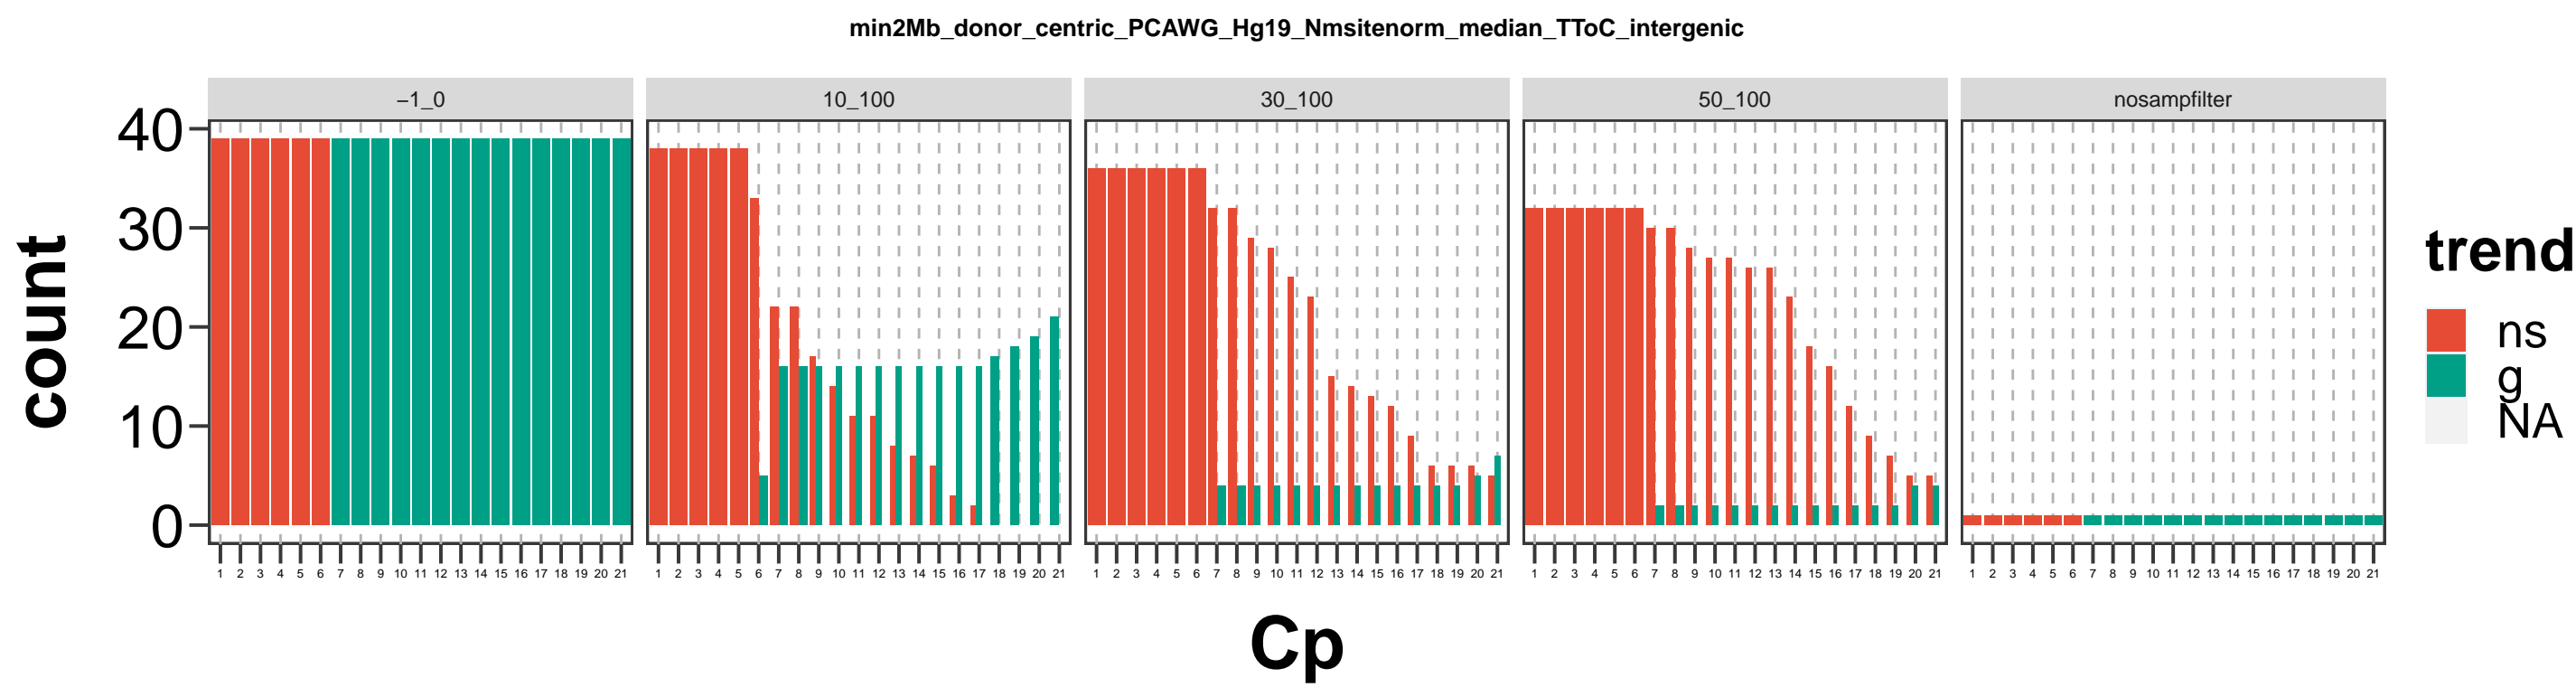 min2Mb_donor_centric_PCAWG_Hg19_Nmsitenorm_median_TToC_intergenic
−1_0 10_100 30_100 50_100 nosampfilter
40
30
20
10
0
count
1 2 3 4 5 6 7 8 9 10 11 12 13 14 15 16 17 18 19 20 21
1 2 3 4 5 6 7 8 9 10 11 12 13 14 15 16 17 18 19 20 21
1 2 3 4 5 6 7 8 9 10 11 12 13 14 15 16 17 18 19 20 21
1 2 3 4 5 6 7 8 9 10 11 12 13 14 15 16 17 18 19 20 21
1 2 3 4 5 6 7 8 9 10 11 12 13 14 15 16 17 18 19 20 21
Cp
trend
ns
g
NA